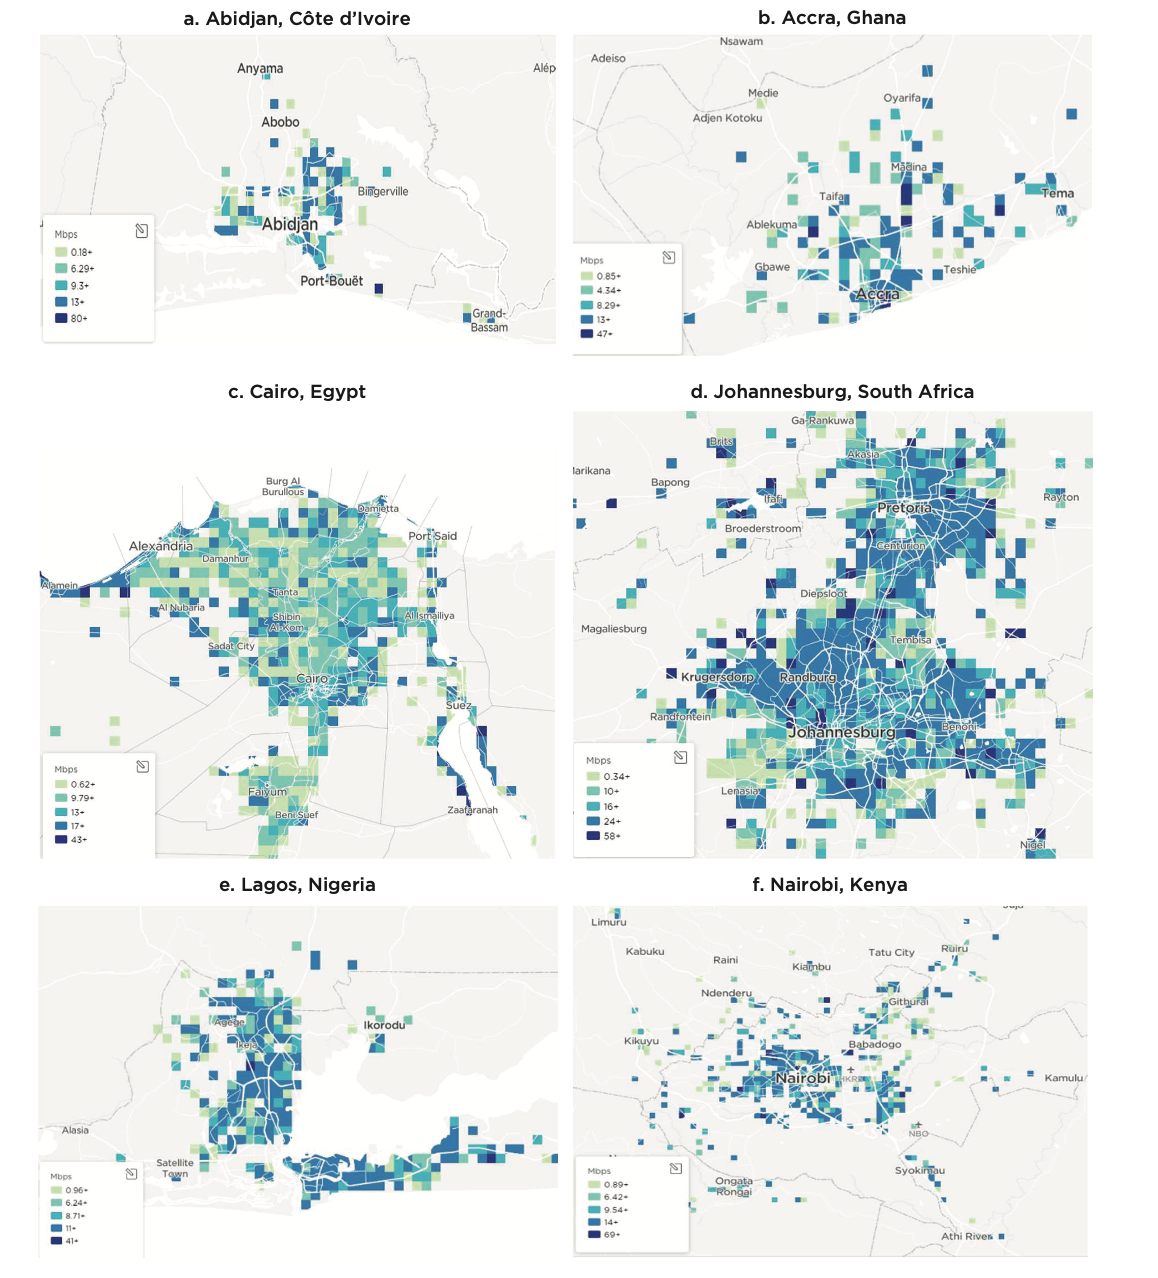 a. Abidjan, Côte d'Ivoire
Anyama
Alép
Abobo
Bingerville
Abidjan
Port-Bouët
Grand-
Bassam
Mbps
0.18+
6.29+
9.3+
13+
80+
b. Accra, Ghana
Nsawam
Adeiso
Medie
Oyarifa
Adjen Kotoku
Madina
Taifa
Tema
Ablekuma
Gbawe
Teshie
Accra
Mbps
0.85+
4.34+
8.29+
13+
47+
c. Cairo, Egypt
Burg Al
Burullous
Damietta
Port Said
Alexandria
Damanhur
Alamein
Tanta
Al Nubaria
Shibin
Al-Kom
Al Ismailiya
Sadat City
Cairo
Suez
Faiyum
Beni Suef
Zaafaranah
Mbps
0.62+
9.79+
13+
17+
43+
d. Johannesburg, South Africa
Ga-Rankuwa
Brits
Akasia
larikana
Bapong
Ifafi
Rayton
Pretoria
Broederstroom
Centurion
Diepsloot
Magaliesburg
Tembisa
Krugersdorp
Randburg
Randfontein
Benoni
Johannesburg
Lenasia
Nigel
Mbps
0.34+
10+
16+
24+
58+
e. Lagos, Nigeria
Agege
Ikorodu
Ikeja
Alasia
Satellite
Town
Mbps
0.96+
6.24+
8.71+
11+
41+
f. Nairobi, Kenya
Juja
Limuru
Kabuku
Raini
Tatu City
Ruiru
Kiambu
Ndenderu
Githurai
Kikuyu
Babadogo
Nairobi
HKRE
Kamulu
NBO
Syokimau
Ongata
Rongai
Athi River
Mbps
0.89+
6.42+
9.54+
14+
69+